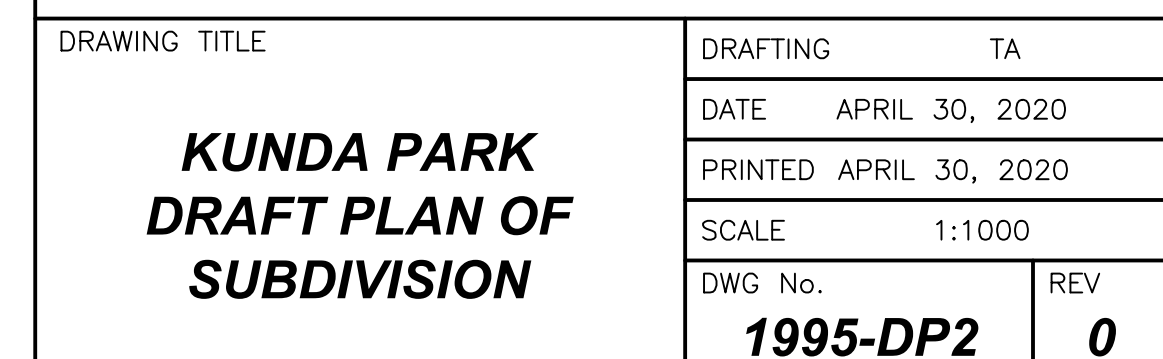 DRAWING TITLE
KUNDA PARK
DRAFT PLAN OF
SUBDIVISION
DRAFTING TA
DATE APRIL 30, 2020
PRINTED APRIL 30, 2020
SCALE 1:1000
DWG No. REV
1995-DP2 0